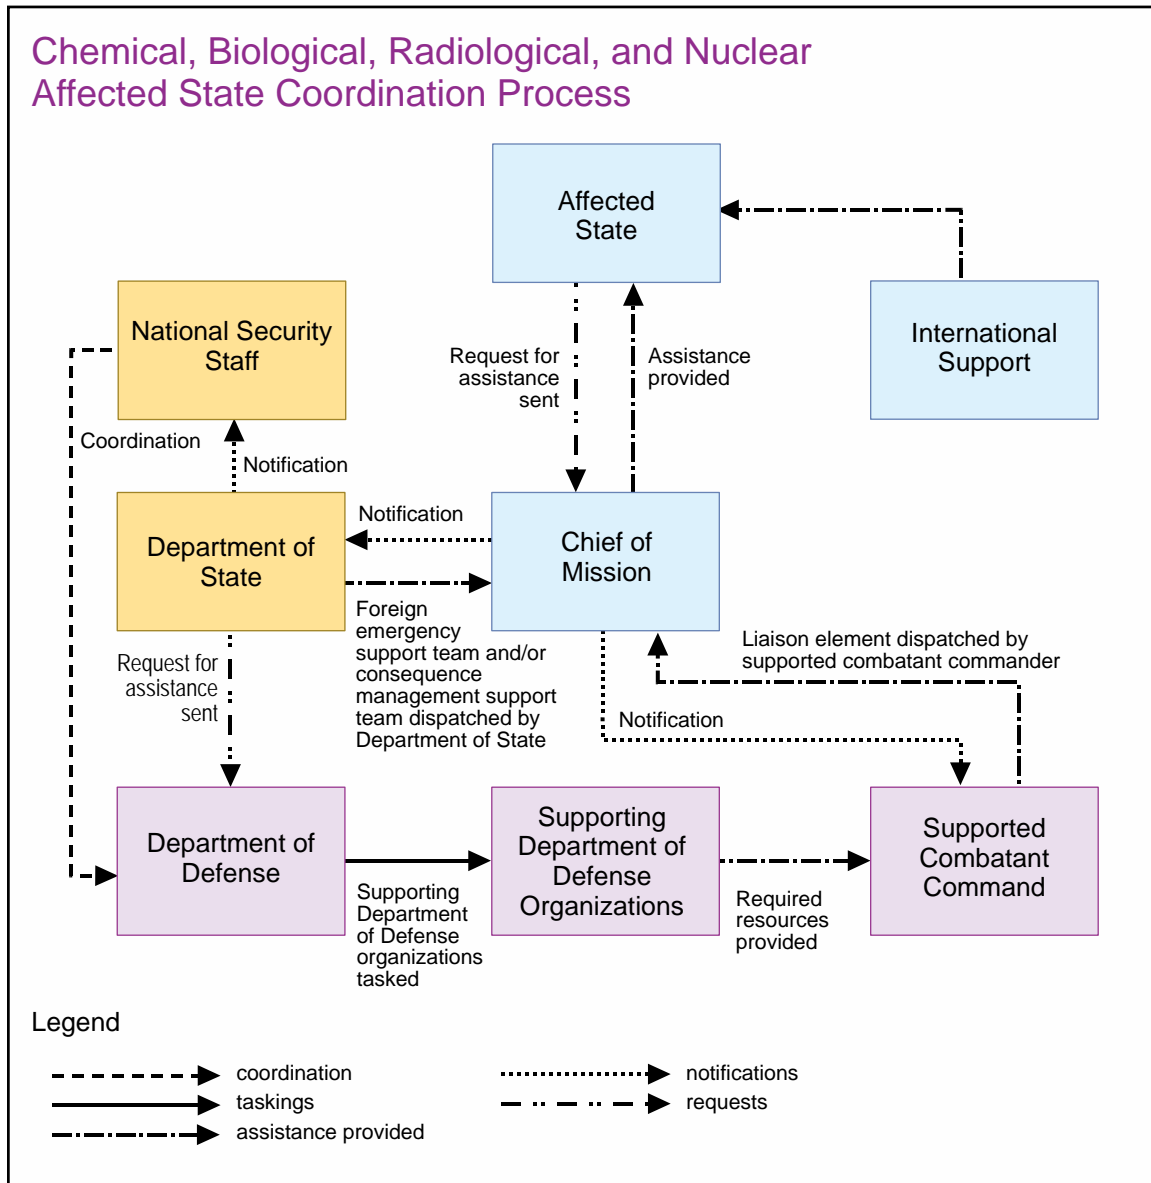 Chemical, Biological, Radiological, and Nuclear
Affected State Coordination Process
Affected
State
National Security
Staff
International
Support
Request for
assistance
sent
Assistance
provided
Coordination
Notification
Department of
State
Notification
Chief of
Mission
Request for
assistance
sent
Foreign
emergency
support team and/or
consequence
management support
team dispatched by
Department of State
Liaison element dispatched by
supported combatant commander
Notification
Department of
Defense
Supporting
Department of
Defense
Organizations
Supported
Combatant
Command
Supporting
Department
of Defense
organizations
tasked
Required
resources
provided
Legend
coordination
taskings
assistance provided
notifications
requests